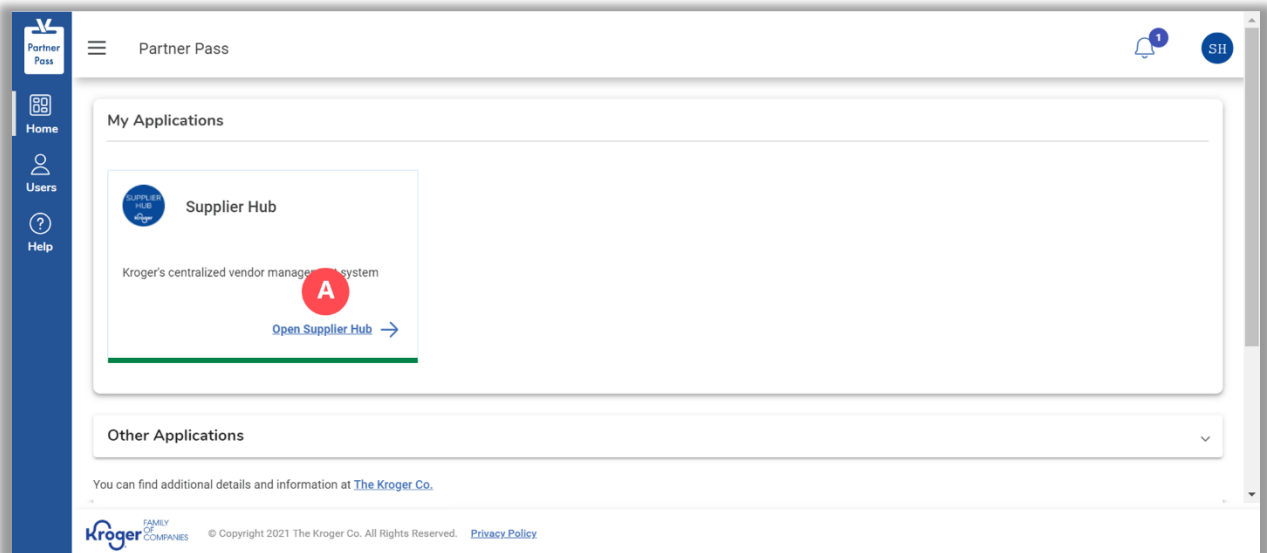 Partner
Pass
Partner Pass
1
SH
Home
Users
Help
My Applications
SUPPLIER
HUB
Kroger
Supplier Hub
Kroger's centralized vendor system
A
Open Supplier Hub
Other Applications
You can find additional details and information at The Kroger Co.
Kroger FAMILY
OF
COMPANIES
© Copyright 2021 The Kroger Co. All Rights Reserved. Privacy Policy